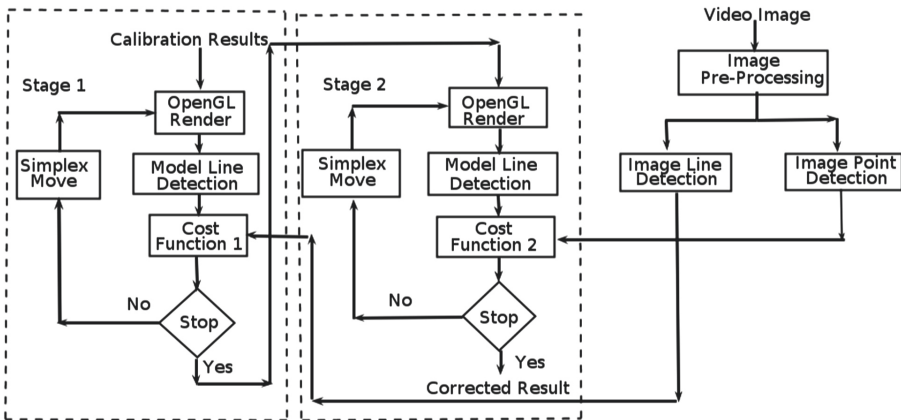 Calibration Results
Stage 1
OpenGL
Render
Simplex
Move
Model Line
Detection
Cost
Function 1
No
Stop
Yes
Stage 2
OpenGL
Render
Simplex
Move
Model Line
Detection
Cost
Function 2
No
Stop
Yes
Corrected Result
Video Image
Image
Pre-Processing
Image Line
Detection
Image Point
Detection